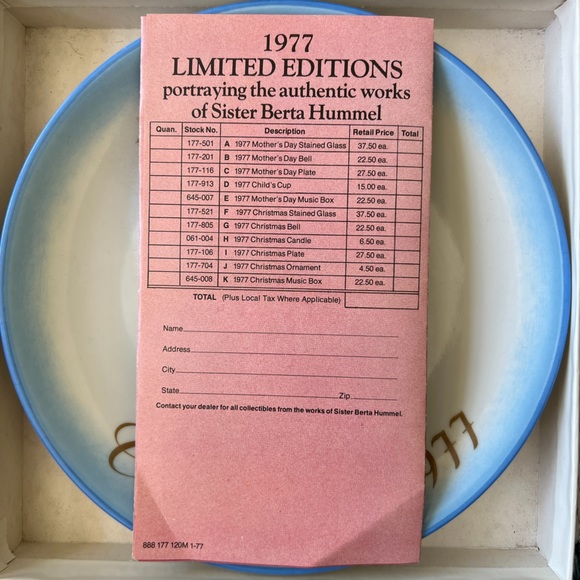 1977
LIMITED EDITIONS
portraying the authentic works
of Sister Berta Hummel
Quan. Stock No. Description Retail Price Total
177-501 A 1977 Mother's Day Stained Glass 37.50 ea.
177-201 B 1977 Mother's Day Bell 22.50 ea.
177-116 C 1977 Mother's Day Plate 27.50 ea.
177-913 D 1977 Child's Cup 15.00 ea.
645-007 E 1977 Mother's Day Music Box 22.50 ea.
177-521 F 1977 Christmas Stained Glass 37.50 ea.
177-805 G 1977 Christmas Bell 22.50 ea.
061-004 H 1977 Christmas Candle 6.50 ea.
177-106 I 1977 Christmas Plate 27.50 ea.
177-704 J 1977 Christmas Ornament 4.50 ea.
645-008 K 1977 Christmas Music Box 22.50 ea.
TOTAL (Plus Local Tax Where Applicable)
Name
Address
City
State Zip
Contact your dealer for all collectibles from the works of Sister Berta Hummel.
977
888 177 120M 1-77